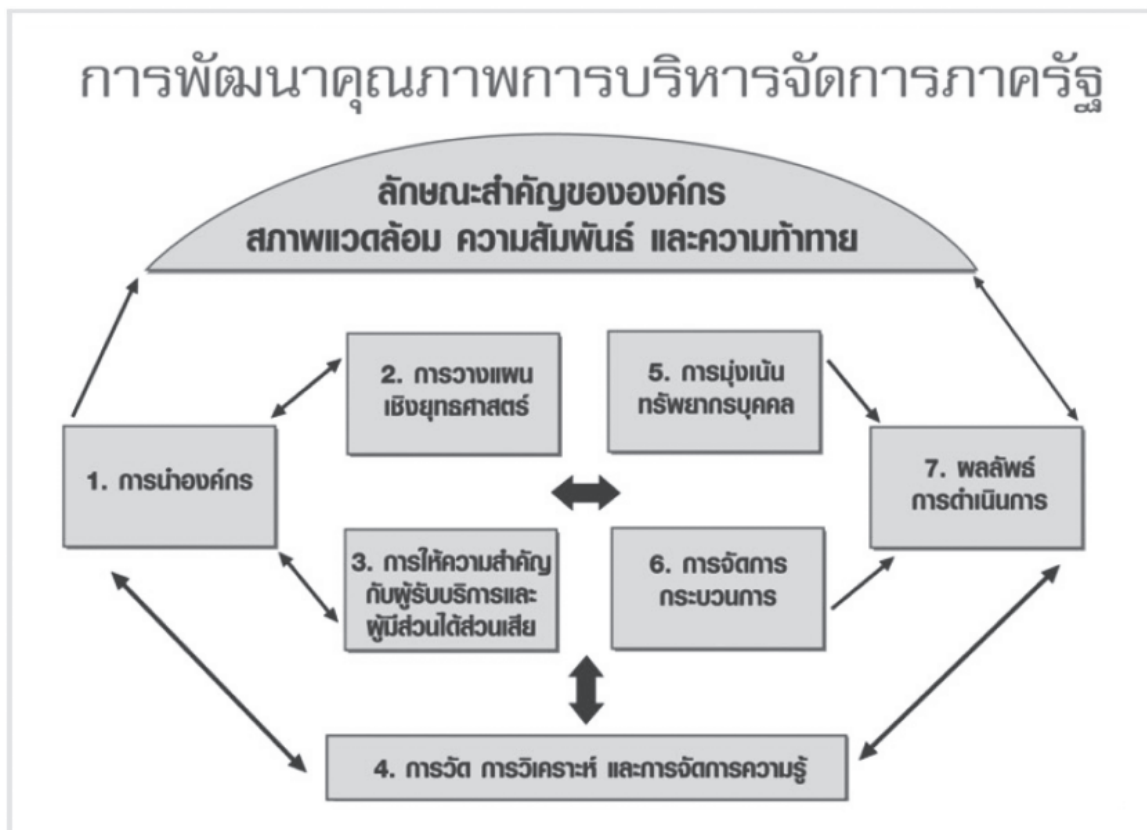 การพัฒนาคุณภาพการบริหารจัดการภาครัฐ
ลักษณะสำคัญขององค์กร
สภาพแวดล้อม ความสัมพันธ์ และความท้าทาย
2. การวางแผน
เชิงยุทธศาสตร์
5. การมุ่งเน้น
ทรัพยากรบุคคล
1. การนำองค์กร
7. ผลลัพธ์
การดำเนินการ
3. การให้ความสำคัญ
กับผู้รับบริการและ
ผู้มีส่วนได้ส่วนเสีย
6. การจัดการ
กระบวนการ
4. การวัด การวิเคราะห์ และการจัดการความรู้